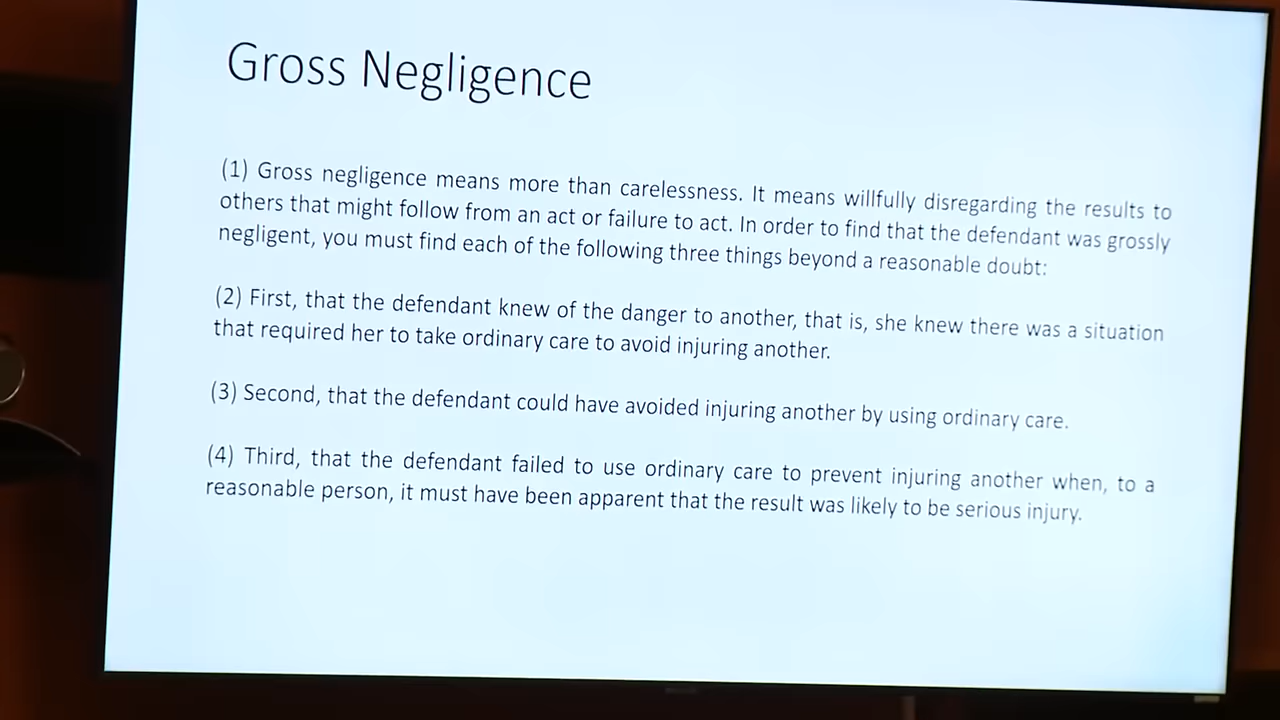 Gross Negligence
(1) Gross negligence means more than carelessness. It means willfully disregarding the results to
others that might follow from an act or failure to act. In order to find that the defendant was grossly
negligent, you must find each of the following three things beyond a reasonable doubt:
(2) First, that the defendant knew of the danger to another, that is, she knew there was a situation
that required her to take ordinary care to avoid injuring another.
(3) Second, that the defendant could have avoided injuring another by using ordinary care.
(4) Third, that the defendant failed to use ordinary care to prevent injuring another when, to a
reasonable person, it must have been apparent that the result was likely to be serious injury.